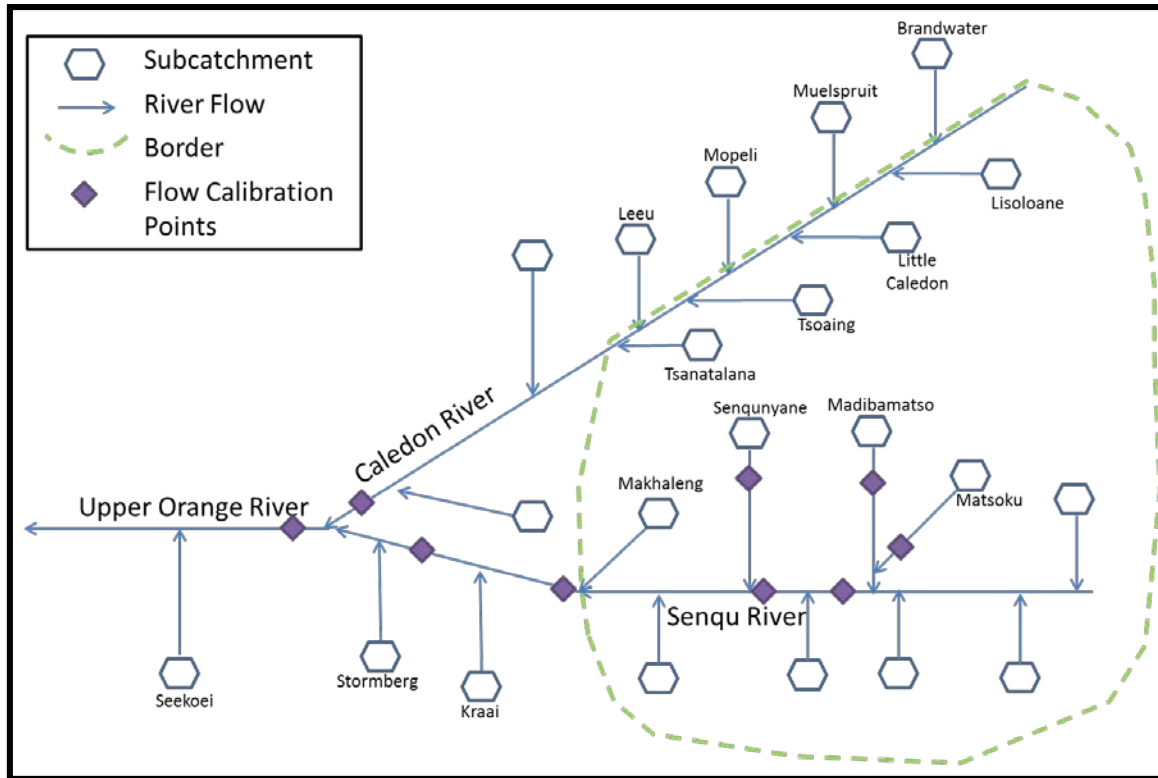 Subcatchment
River Flow
Border
Flow Calibration
Points
Brandwater
Muelspruit
Mopeli
Leeu
Lisoloane
Little
Caledon
Tsoaing
Tsanatalana
Caledon River
Senqunyane
Madibamatso
Makhaleng
Matsoku
Upper Orange River
Senqu River
Stormberg
Seekoei
Kraai